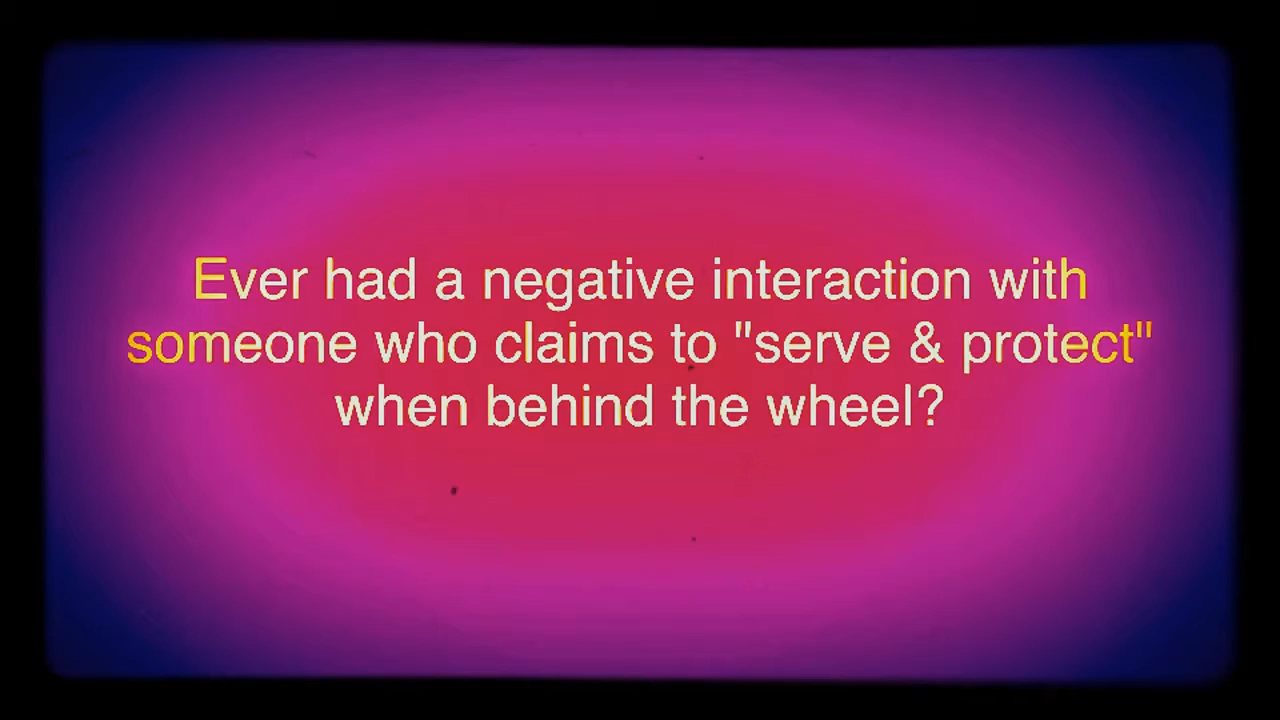 Ever had a negative interaction with
someone who claims to "serve & protect"
when behind the wheel?